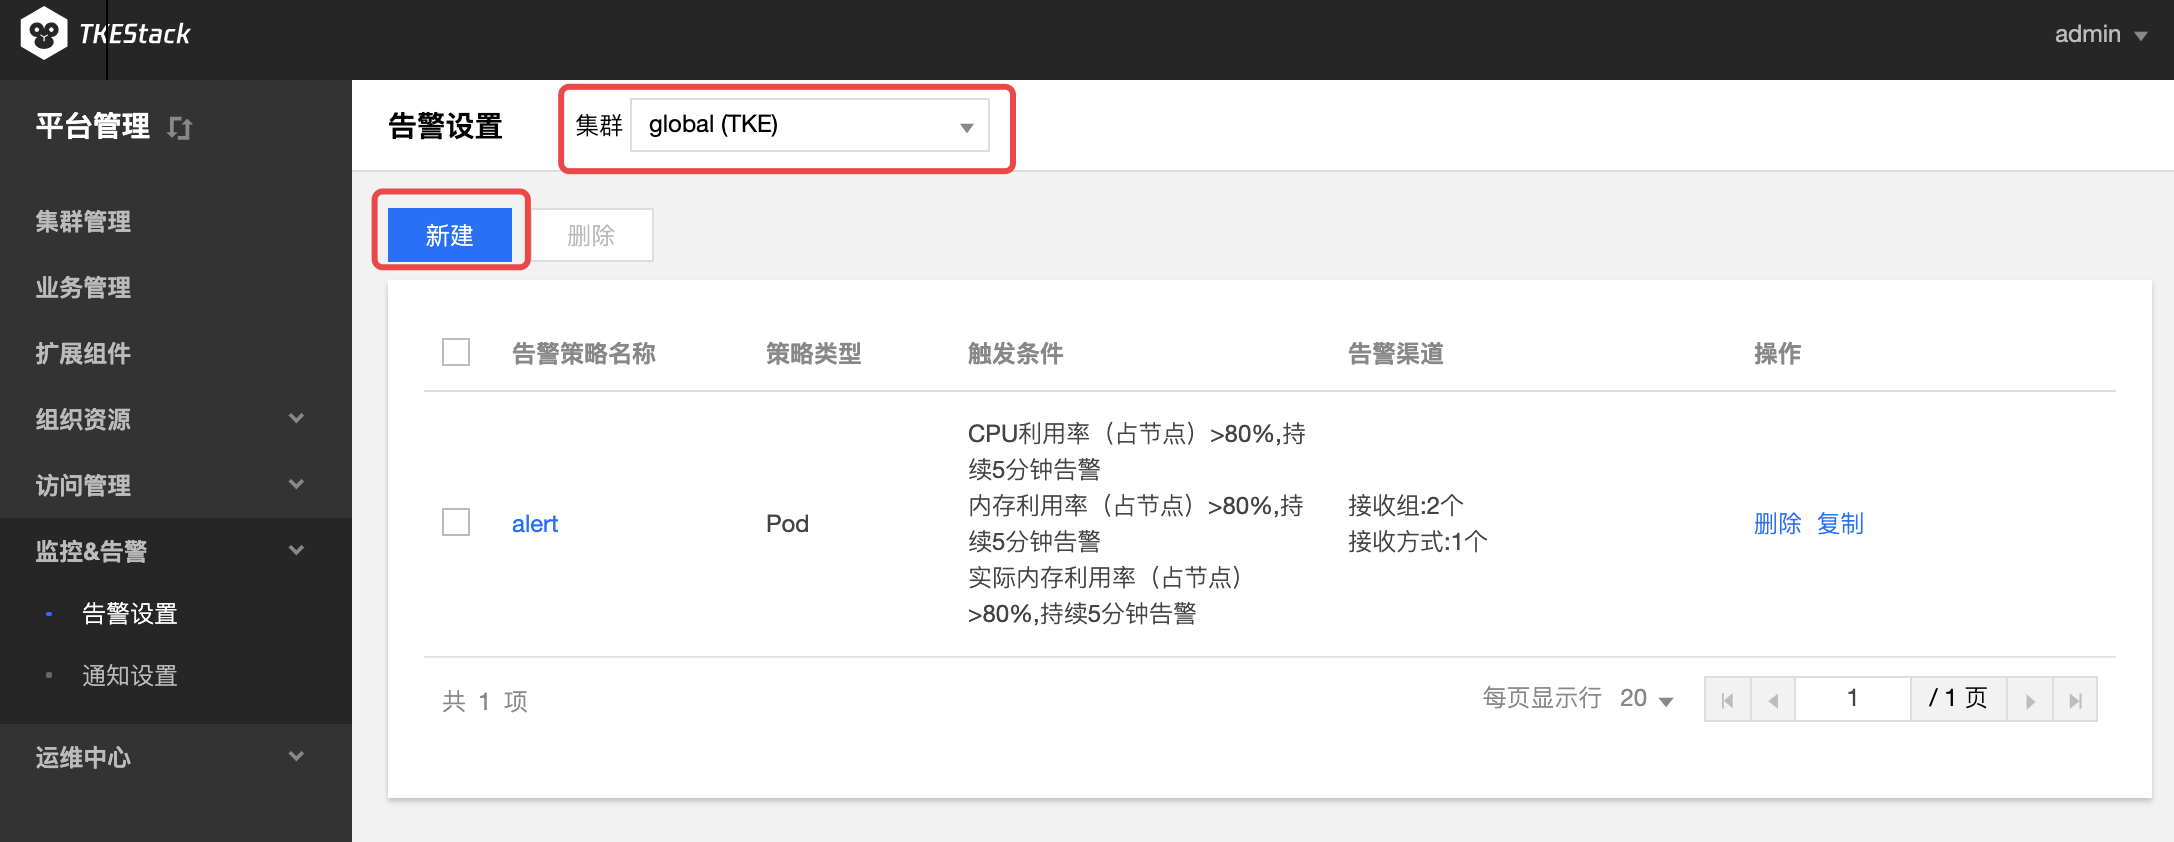 TKEStack
admin
平台管理
告警设置
集群
global (TKE)
集群管理
业务管理
扩展组件
组织资源
访问管理
监控&告警
告警设置
通知设置
运维中心
新建
删除
告警策略名称
策略类型
触发条件
告警渠道
操作
alert
Pod
CPU利用率（占节点）>80%,持
续5分钟告警
内存利用率（占节点）>80%,持
续5分钟告警
实际内存利用率（占节点）
>80%,持续5分钟告警
接收组:2个
接收方式:1个
删除 复制
共 1 项
每页显示行 20
1
/ 1 页